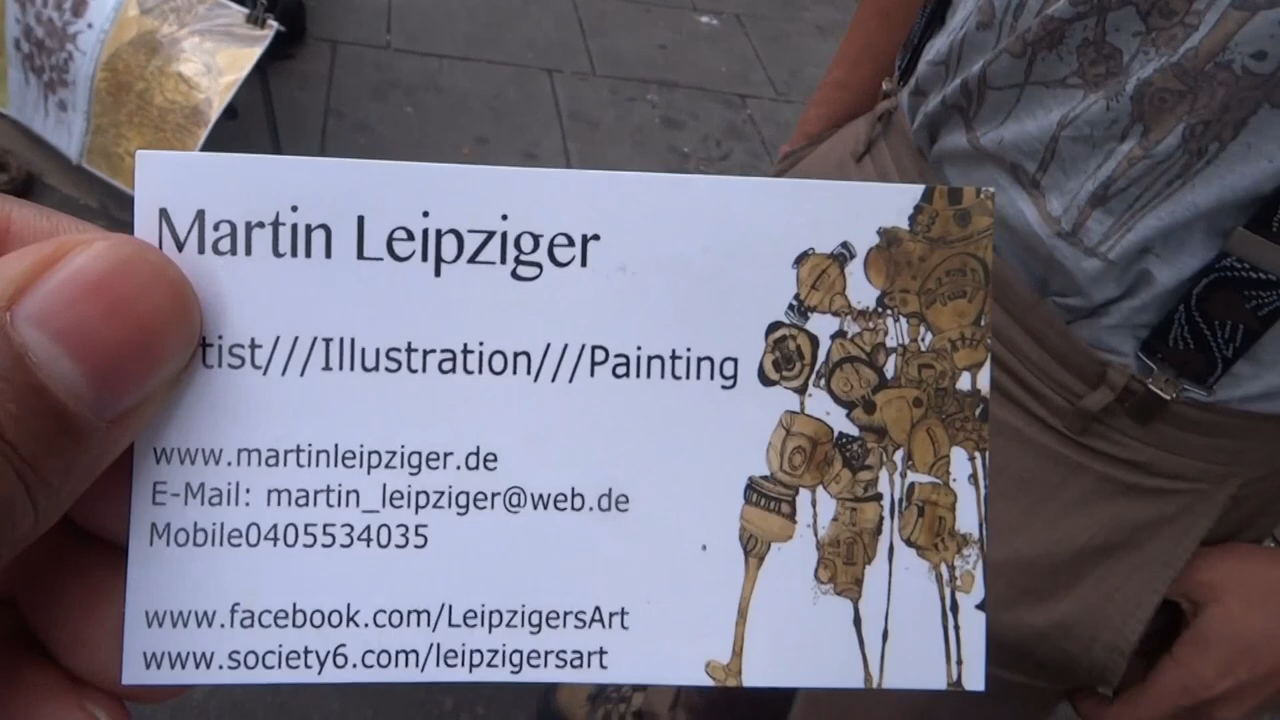 Martin Leipziger
tist///Illustration///Painting
www.martinleipziger.de
E-Mail: martin_leipziger@web.de
Mobile0405534035
www.facebook.com/LeipzigersArt
www.society6.com/leipzigersart